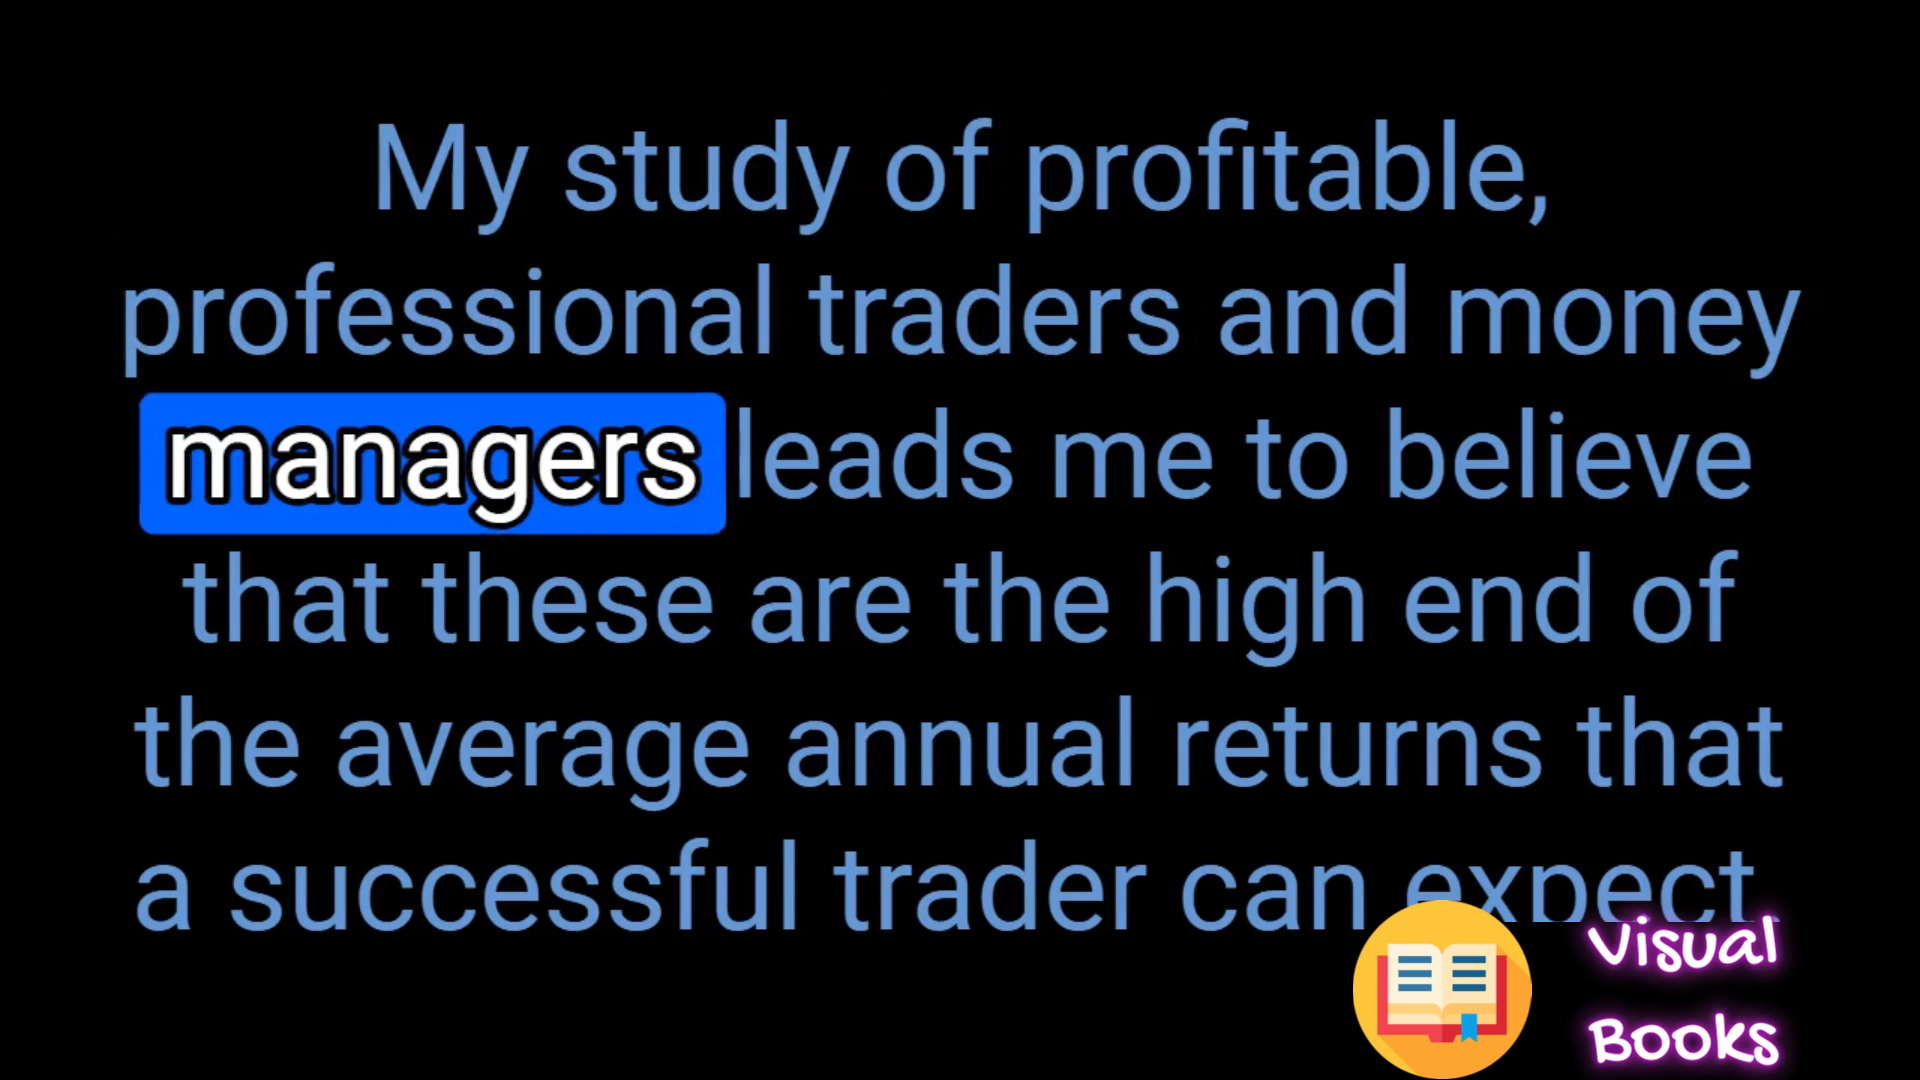 My study of profitable,
professional traders and money
managers leads me to believe
that these are the high end of
the average annual returns that
a successful trader can expect.
Visual
Books